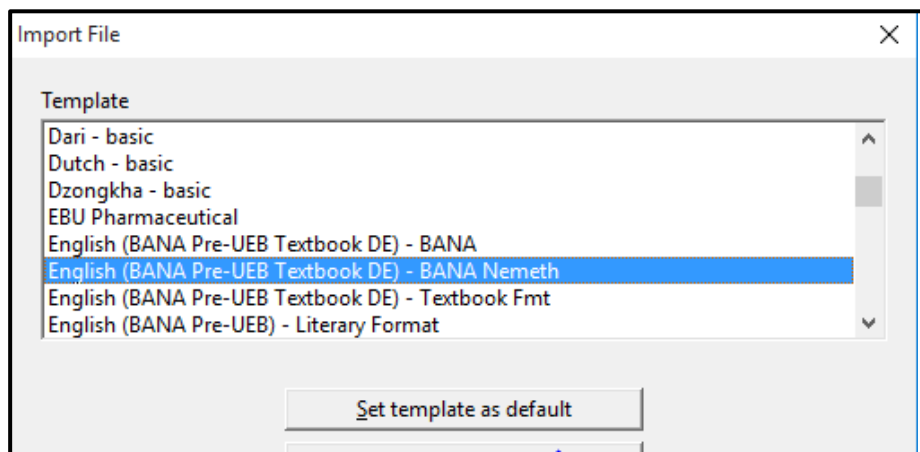 Import File
Template
Dari - basic
Dutch - basic
Dzongkha - basic
EBU Pharmaceutical
English (BANA Pre-UEB Textbook DE) - BANA
English (BANA Pre-UEB Textbook DE) - BANA Nemeth
English (BANA Pre-UEB Textbook DE) - Textbook Fmt
English (BANA Pre-UEB) - Literary Format
Set template as default